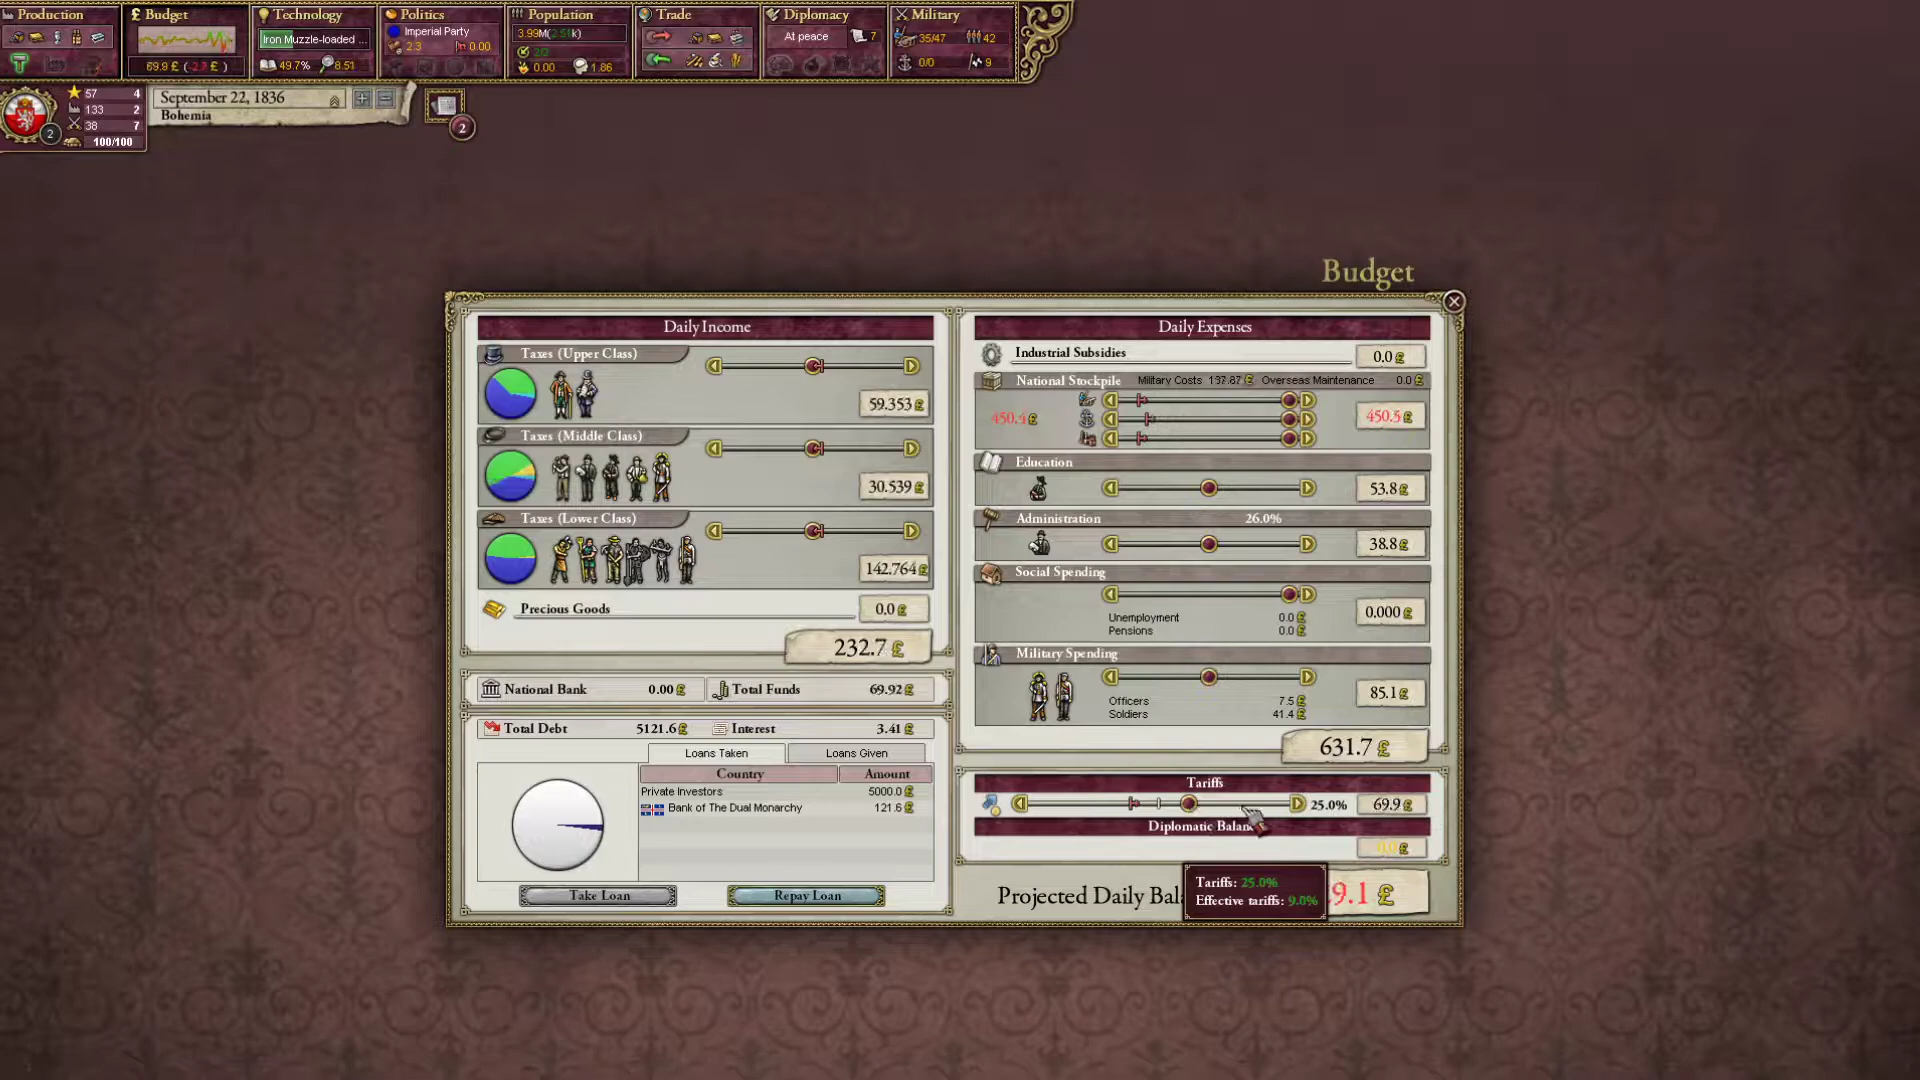 Production
£ Budget
Technology
Politics
Population
Trade
Diplomacy
Military
Iron Muzzle-loaded ...
Imperial Party
At peace
7
35/47
42
2.3
0.00
2/2
69.9 £ (-2.3 £ )
49.7%
8.51
0.00
1.86
0/0
9
57 4
133 2
38 7
2
100/100
September 22, 1836
Bohemia
2
Budget
Daily Income
Taxes (Upper Class)
59.353£
Taxes (Middle Class)
30.539£
Taxes (Lower Class)
142.764£
Precious Goods
0.0£
232.7 £
National Bank 0.00£
Total Funds 69.92£
Total Debt 5121.6£
Interest 3.41£
Loans Taken
Loans Given
Country
Amount
Private Investors 5000.0£
Bank of The Dual Monarchy 121.6£
Take Loan
Repay Loan
Daily Expenses
Industrial Subsidies
0.0£
National Stockpile Military Costs 137.87£ Overseas Maintenance 0.0£
Education
53.8£
Administration 26.0%
38.8£
Social Spending
0.000£
Unemployment 0.0£
Pensions 0.0£
Military Spending
85.1£
Officers 7.5£
Soldiers 41.4£
631.7 £
Tariffs
25.0% 69.9£
Diplomatic Balan
0.0£
Projected Daily Bal
9.1 £
Tariffs: 25.0%
Effective tariffs: 9.0%